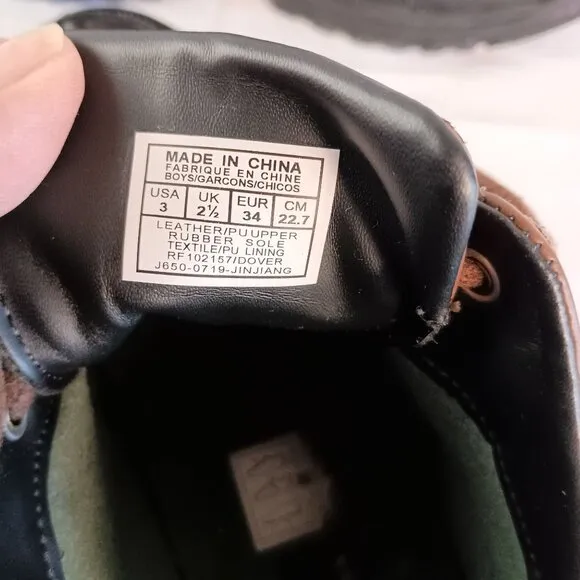 MADE IN CHINA
FABRIQUE EN CHINE
BOYS/GARCONS/CHICOS
USA UK EUR CM
3 2½ 34 22.7
LEATHER/PU UPPER
RUBBER SOLE
TEXTILE/PU LINING
RF102157/DOVER
J650-0719-JINJIANG